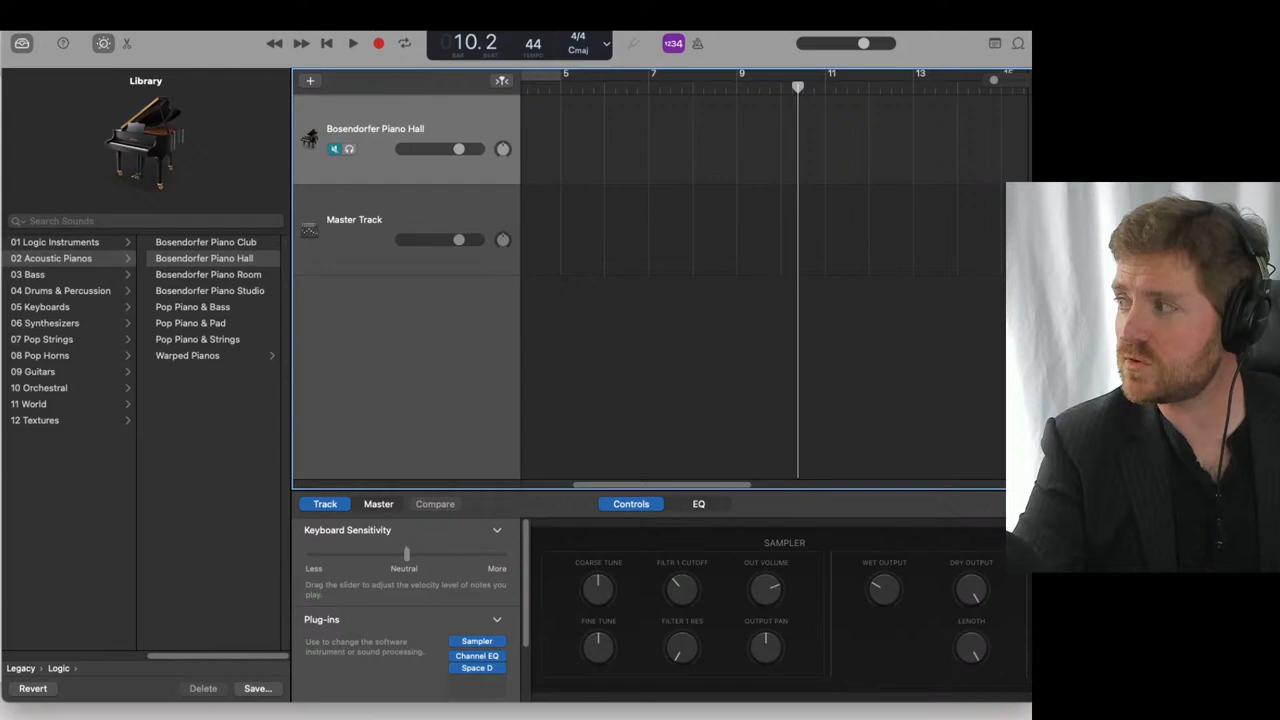 10.2
BAR
BEAT
44
TEMPO
4/4
Cmaj
1234
Library
5
7
9
11
13
Bosendorfer Piano Hall
Master Track
Search Sounds
01 Logic Instruments
02 Acoustic Pianos
03 Bass
04 Drums & Percussion
05 Keyboards
06 Synthesizers
07 Pop Strings
08 Pop Horns
09 Guitars
10 Orchestral
11 World
12 Textures
Bosendorfer Piano Club
Bosendorfer Piano Hall
Bosendorfer Piano Room
Bosendorfer Piano Studio
Pop Piano & Bass
Pop Piano & Pad
Pop Piano & Strings
Warped Pianos
Legacy
Logic
Revert
Delete
Save...
Track
Master
Compare
Controls
EQ
Keyboard Sensitivity
Less
Neutral
More
Drag the slider to adjust the velocity level of notes you
play.
Plug-ins
Use to change the software
instrument or sound processing.
Sampler
Channel EQ
Space D
SAMPLER
COARSE TUNE
FILTR 1 CUTOFF
OUT VOLUME
WET OUTPUT
DRY OUTPUT
FINE TUNE
FILTER 1 RES
OUTPUT PAN
LENGTH